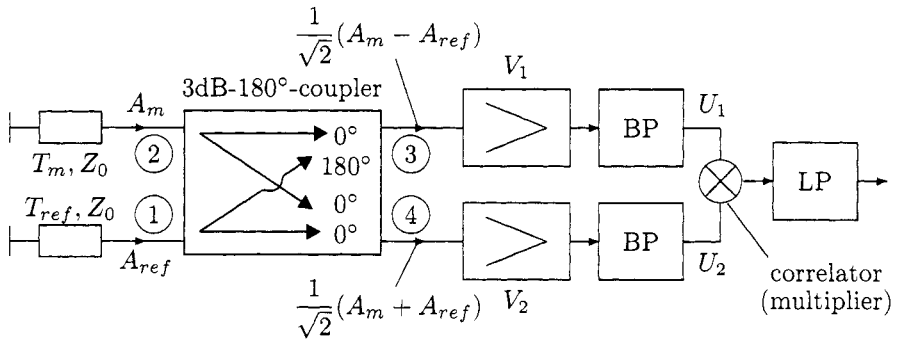 1/√2 (A_m − A_ref)
3dB-180°-coupler
V_1
A_m
U_1
0°
BP
②
③
180°
T_m, Z_0
LP
T_ref, Z_0
①
0°
④
BP
0°
A_ref
U_2
V_2
1/√2 (A_m + A_ref)
correlator
(multiplier)